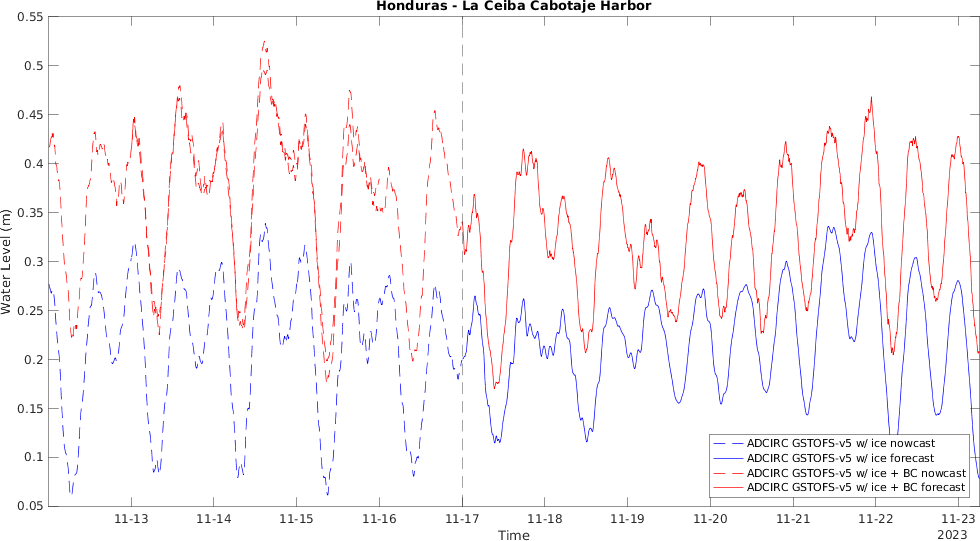 Honduras - La Ceiba Cabotaje Harbor
0.55
0.5
0.45
0.4
0.35
0.3
0.25
0.2
0.15
0.1
0.05
Water Level (m)
ADCIRC GSTOFS-v5 w/ ice nowcast
ADCIRC GSTOFS-v5 w/ ice forecast
ADCIRC GSTOFS-v5 w/ ice + BC nowcast
ADCIRC GSTOFS-v5 w/ ice + BC forecast
11-13 11-14 11-15 11-16 11-17 11-18 11-19 11-20 11-21 11-22 11-23
Time
2023